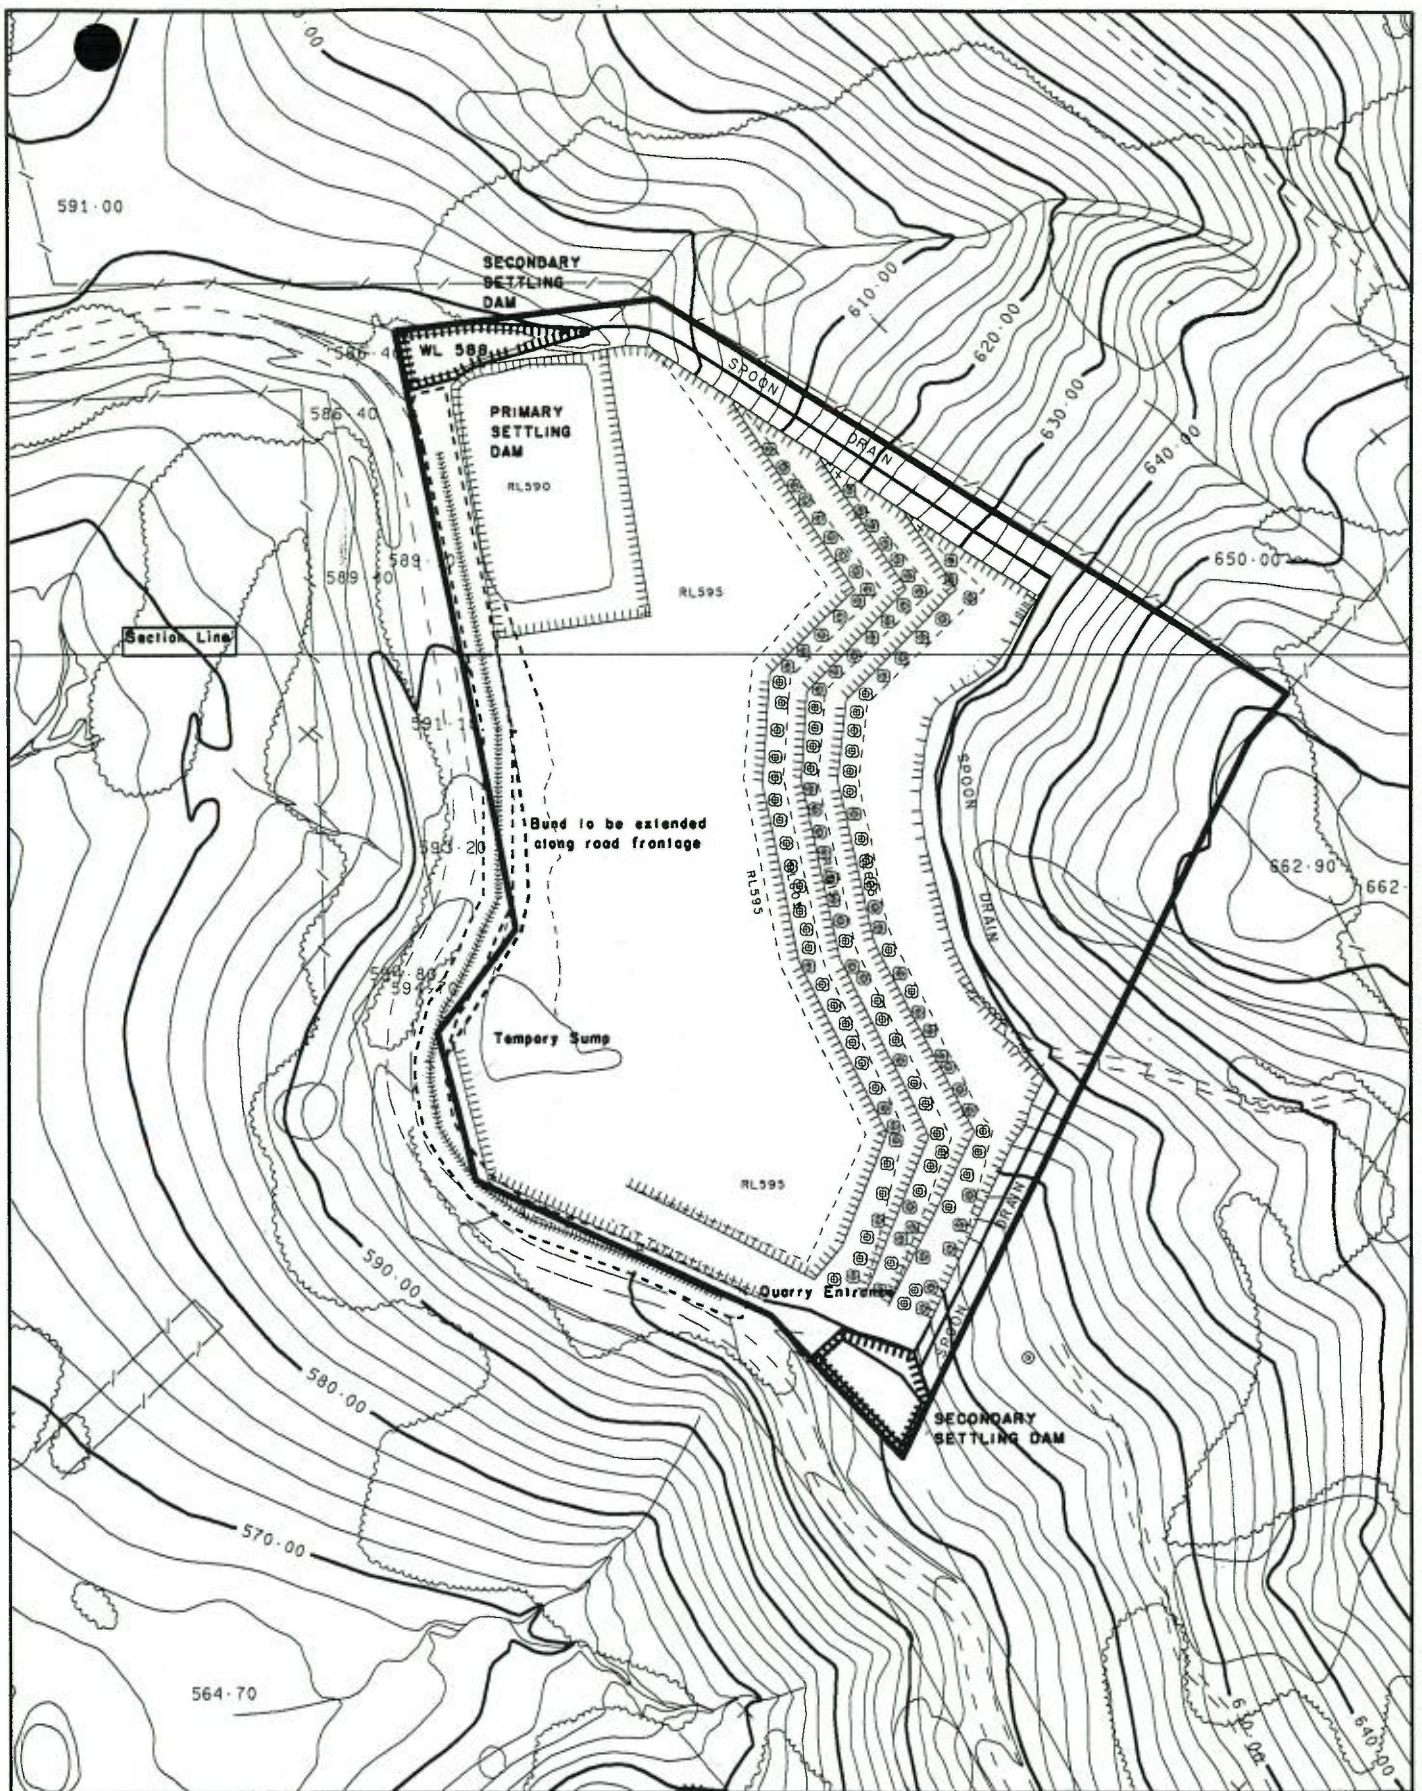 591·00
SECONDARY
SETTLING
DAM
610·00
620·00
630·00
640·00
650·00
586·40
WL 588
586·40
SPOON
DRAIN
PRIMARY
SETTLING
DAM
RL590
589·40
RL595
Section Line
SPOON
DRAIN
Bund to be extended
along road frontage
593·20
RL595
662·90
662·
Tempory Sump
RL595
DRAIN
SPOON
590·00
Quarry Entrance
580·00
SECONDARY
SETTLING DAM
570·00
564·70
640·00